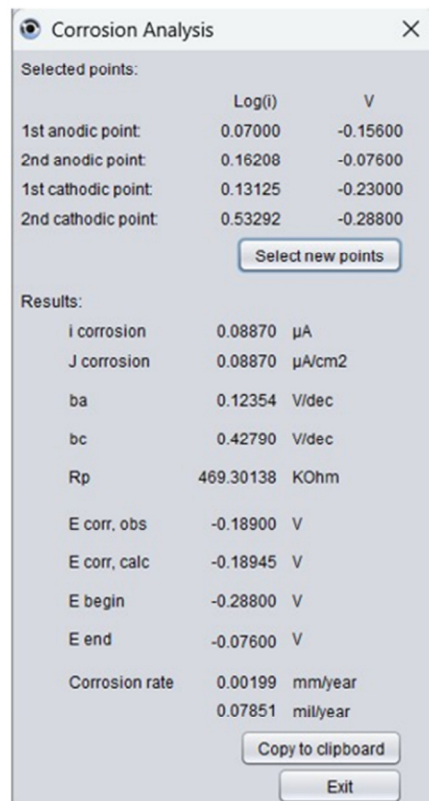 Corrosion Analysis
Selected points:
Log(i) V
1st anodic point: 0.07000 -0.15600
2nd anodic point: 0.16208 -0.07600
1st cathodic point: 0.13125 -0.23000
2nd cathodic point: 0.53292 -0.28800
Select new points
Results:
i corrosion 0.08870 µA
J corrosion 0.08870 µA/cm2
ba 0.12354 V/dec
bc 0.42790 V/dec
Rp 469.30138 KOhm
E corr, obs -0.18900 V
E corr, calc -0.18945 V
E begin -0.28800 V
E end -0.07600 V
Corrosion rate 0.00199 mm/year
0.07851 mil/year
Copy to clipboard
Exit